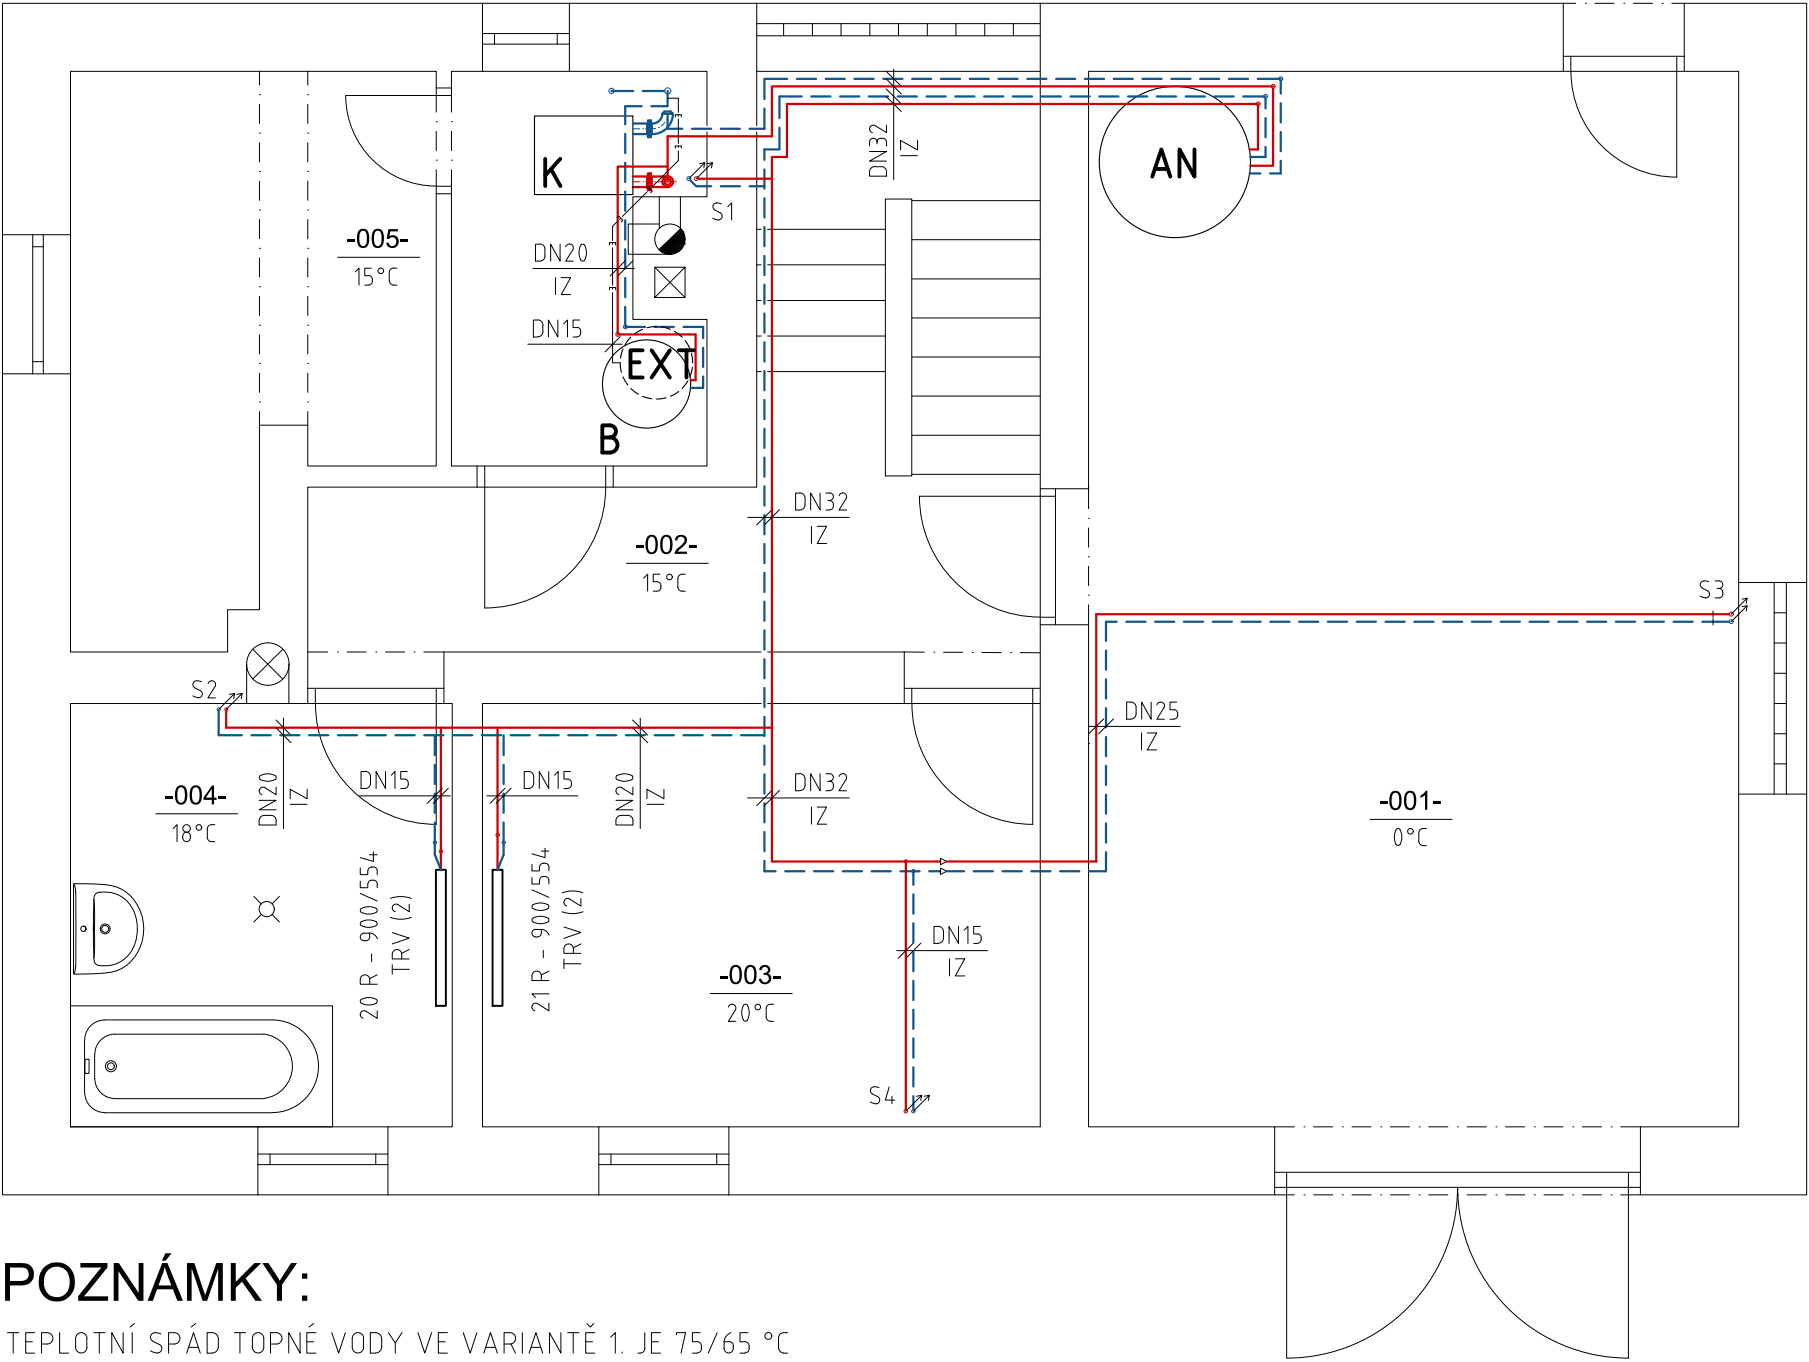 DN32
IZ
AN
K
S1
-005-
15°C
DN20
IZ
DN15
EXT
B
DN32
IZ
-002-
15°C
S3
S2
DN25
IZ
DN15
DN15
DN20
IZ
DN20
IZ
DN32
IZ
-004-
18°C
-001-
0°C
20 R - 900/554
TRV (2)
21 R - 900/554
TRV (2)
DN15
IZ
-003-
20°C
S4
POZNÁMKY:
TEPLOTNÍ SPÁD TOPNÉ VODY VE VARIANTĚ 1. JE 75/65 °C